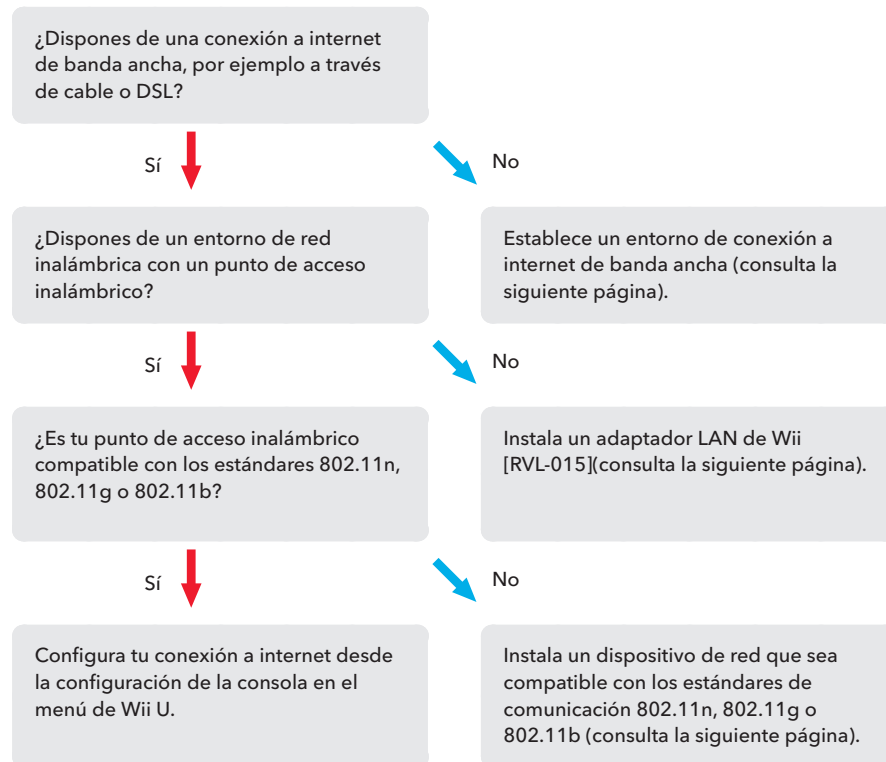 ¿Dispones de una conexión a internet
de banda ancha, por ejemplo a través
de cable o DSL?
Sí
No
¿Dispones de un entorno de red
inalámbrica con un punto de acceso
inalámbrico?
Establece un entorno de conexión a
internet de banda ancha (consulta la
siguiente página).
Sí
No
¿Es tu punto de acceso inalámbrico
compatible con los estándares 802.11n,
802.11g o 802.11b?
Instala un adaptador LAN de Wii
[RVL-015](consulta la siguiente página).
Sí
No
Configura tu conexión a internet desde
la configuración de la consola en el
menú de Wii U.
Instala un dispositivo de red que sea
compatible con los estándares de
comunicación 802.11n, 802.11g o
802.11b (consulta la siguiente página).